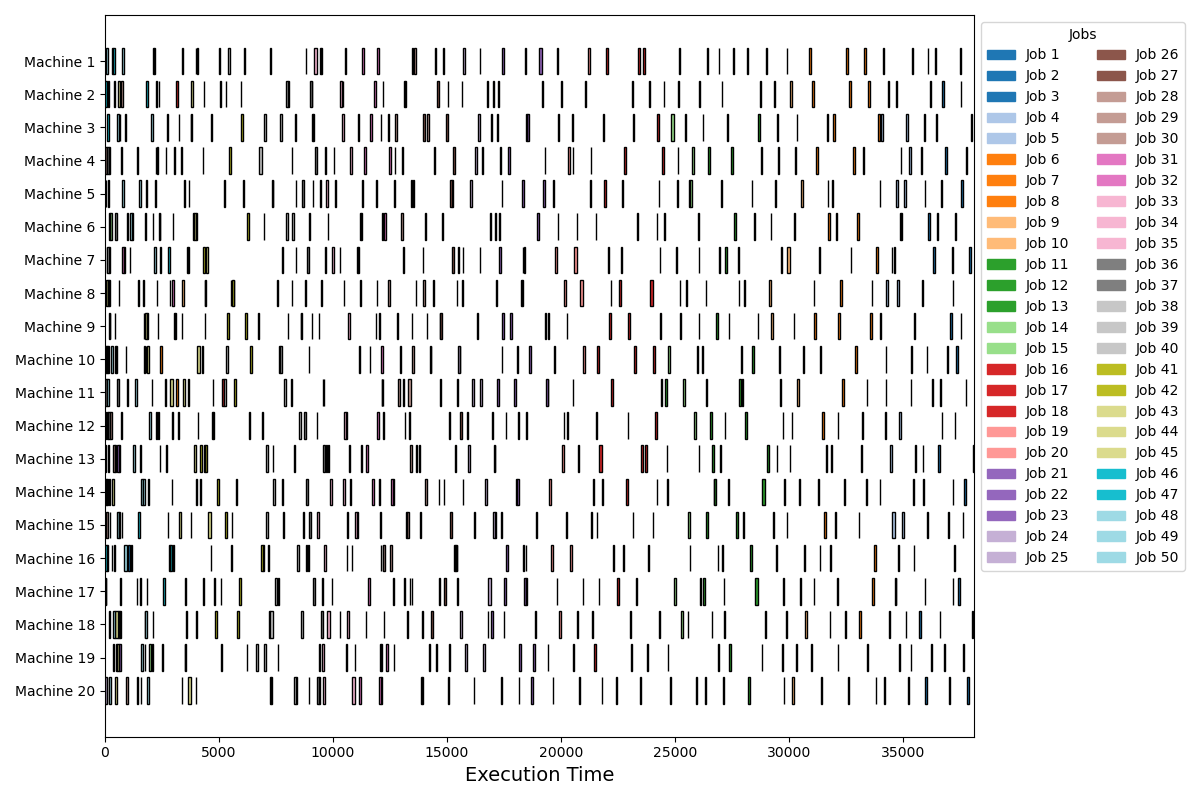 Machine 1
Machine 2
Machine 3
Machine 4
Machine 5
Machine 6
Machine 7
Machine 8
Machine 9
Machine 10
Machine 11
Machine 12
Machine 13
Machine 14
Machine 15
Machine 16
Machine 17
Machine 18
Machine 19
Machine 20
0 5000 10000 15000 20000 25000 30000 35000
Execution Time
Jobs
Job 1
Job 2
Job 3
Job 4
Job 5
Job 6
Job 7
Job 8
Job 9
Job 10
Job 11
Job 12
Job 13
Job 14
Job 15
Job 16
Job 17
Job 18
Job 19
Job 20
Job 21
Job 22
Job 23
Job 24
Job 25
Job 26
Job 27
Job 28
Job 29
Job 30
Job 31
Job 32
Job 33
Job 34
Job 35
Job 36
Job 37
Job 38
Job 39
Job 40
Job 41
Job 42
Job 43
Job 44
Job 45
Job 46
Job 47
Job 48
Job 49
Job 50